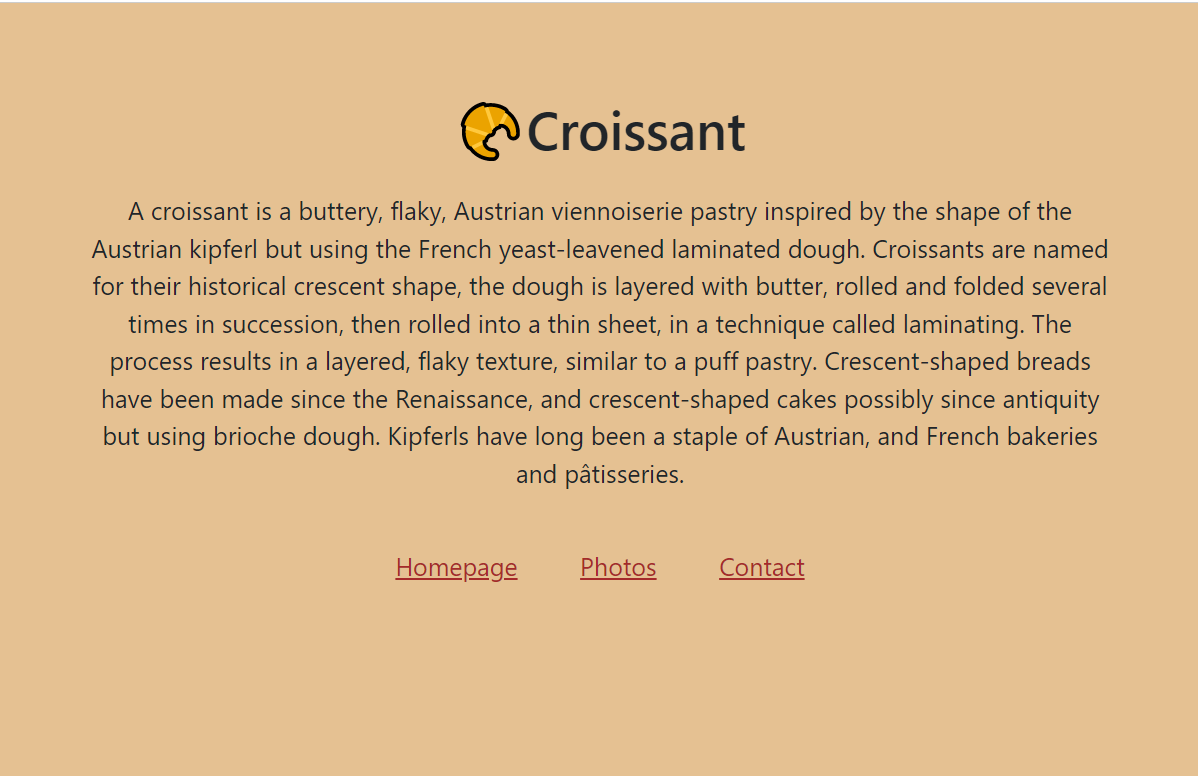 Croissant
A croissant is a buttery, flaky, Austrian viennoiserie pastry inspired by the shape of the
Austrian kipferl but using the French yeast-leavened laminated dough. Croissants are named
for their historical crescent shape, the dough is layered with butter, rolled and folded several
times in succession, then rolled into a thin sheet, in a technique called laminating. The
process results in a layered, flaky texture, similar to a puff pastry. Crescent-shaped breads
have been made since the Renaissance, and crescent-shaped cakes possibly since antiquity
but using brioche dough. Kipferls have long been a staple of Austrian, and French bakeries
and pâtisseries.
Homepage Photos Contact